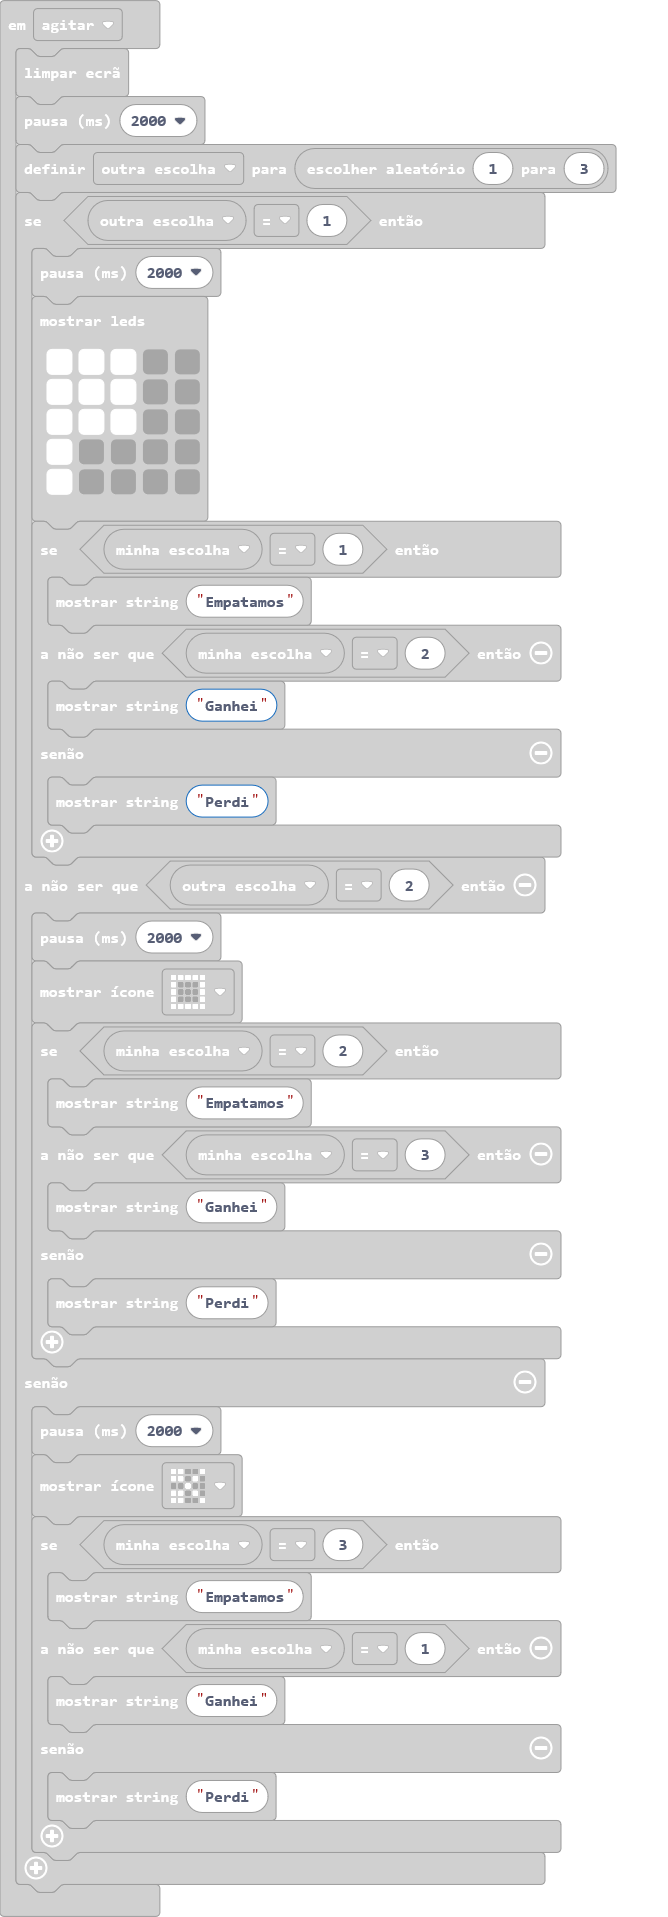 em agitar
limpar ecrã
pausa (ms) 2000
definir outra escolha para escolher aleatório 1 para 3
se outra escolha = 1 então
pausa (ms) 2000
mostrar leds
se minha escolha = 1 então
mostrar string "Empatamos"
a não ser que minha escolha = 2 então
mostrar string "Ganhei"
senão
mostrar string "Perdi"
a não ser que outra escolha = 2 então
pausa (ms) 2000
mostrar ícone
se minha escolha = 2 então
mostrar string "Empatamos"
a não ser que minha escolha = 3 então
mostrar string "Ganhei"
senão
mostrar string "Perdi"
senão
pausa (ms) 2000
mostrar ícone
se minha escolha = 3 então
mostrar string "Empatamos"
a não ser que minha escolha = 1 então
mostrar string "Ganhei"
senão
mostrar string "Perdi"